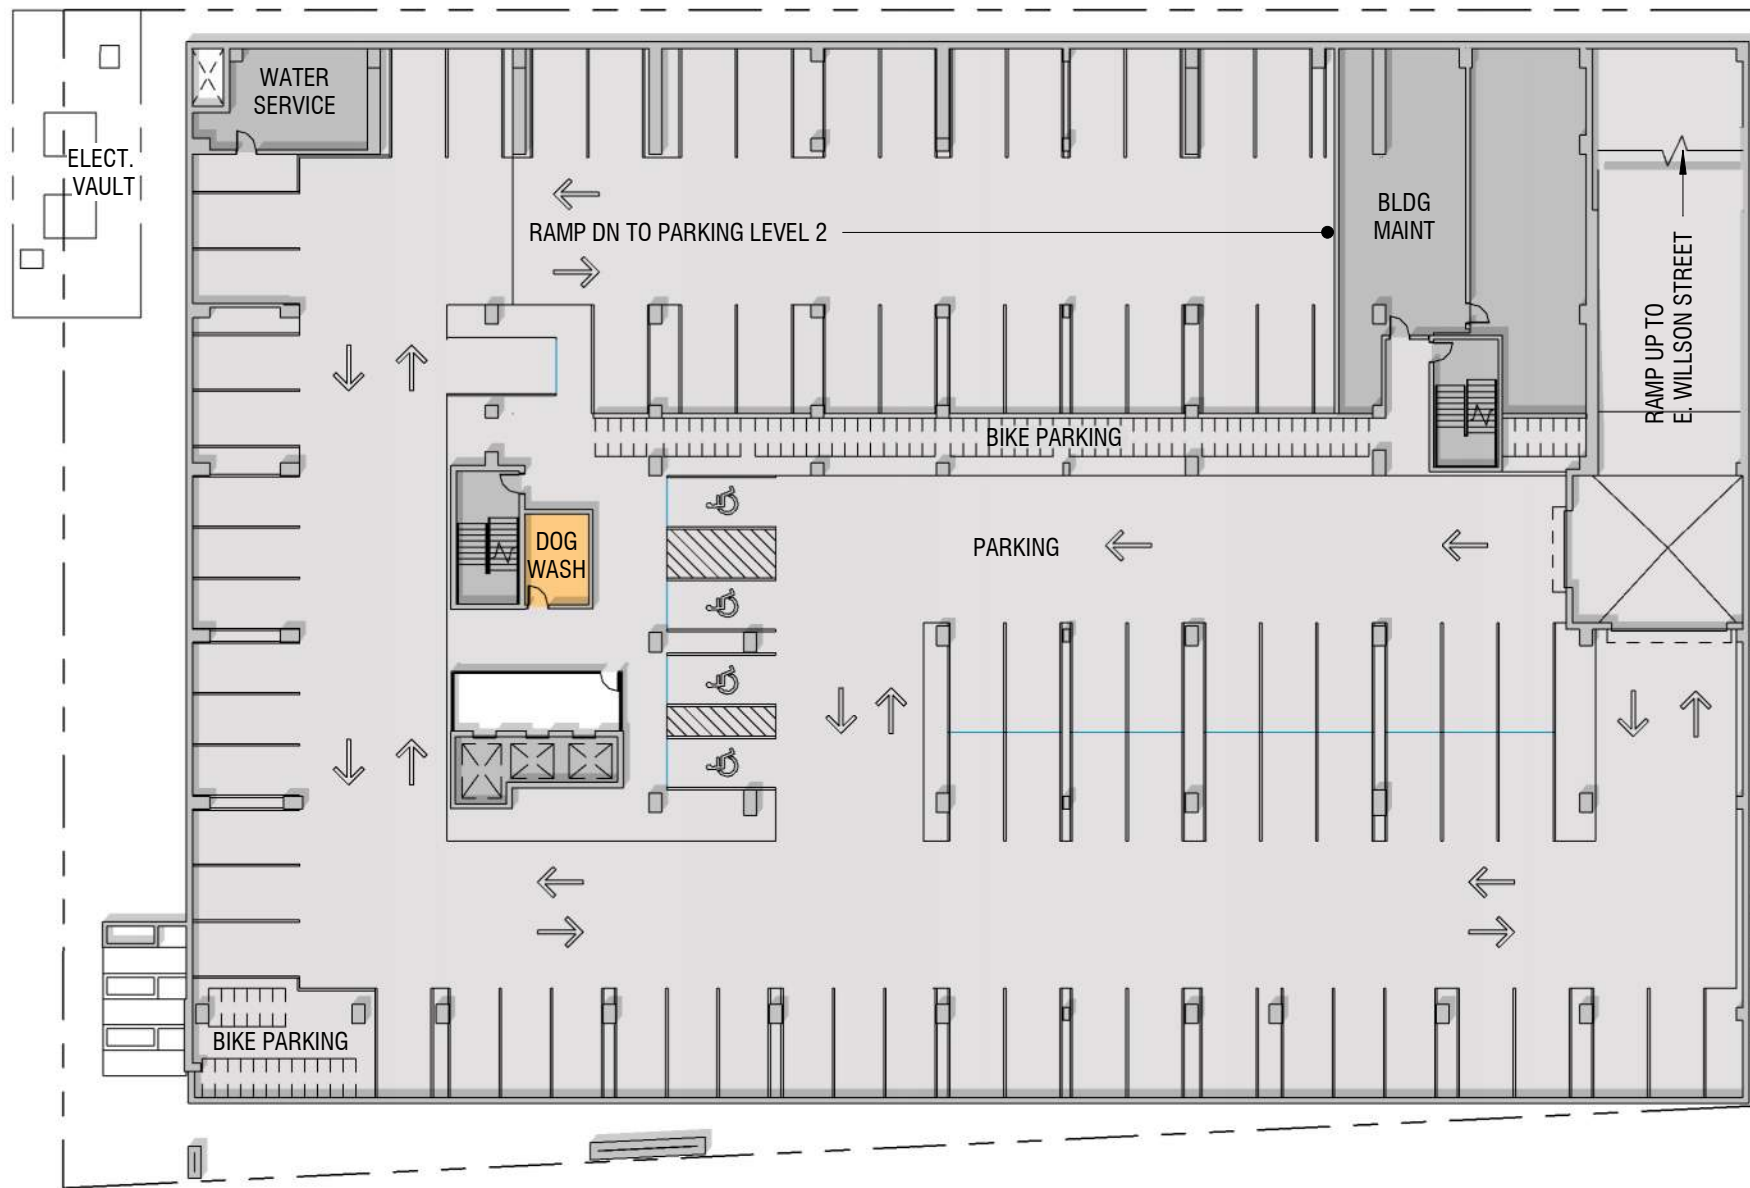 WATER
SERVICE
ELECT.
VAULT
RAMP DN TO PARKING LEVEL 2
BLDG
MAINT
RAMP UP TO
E. WILLSON STREET
BIKE PARKING
DOG
WASH
PARKING
BIKE PARKING